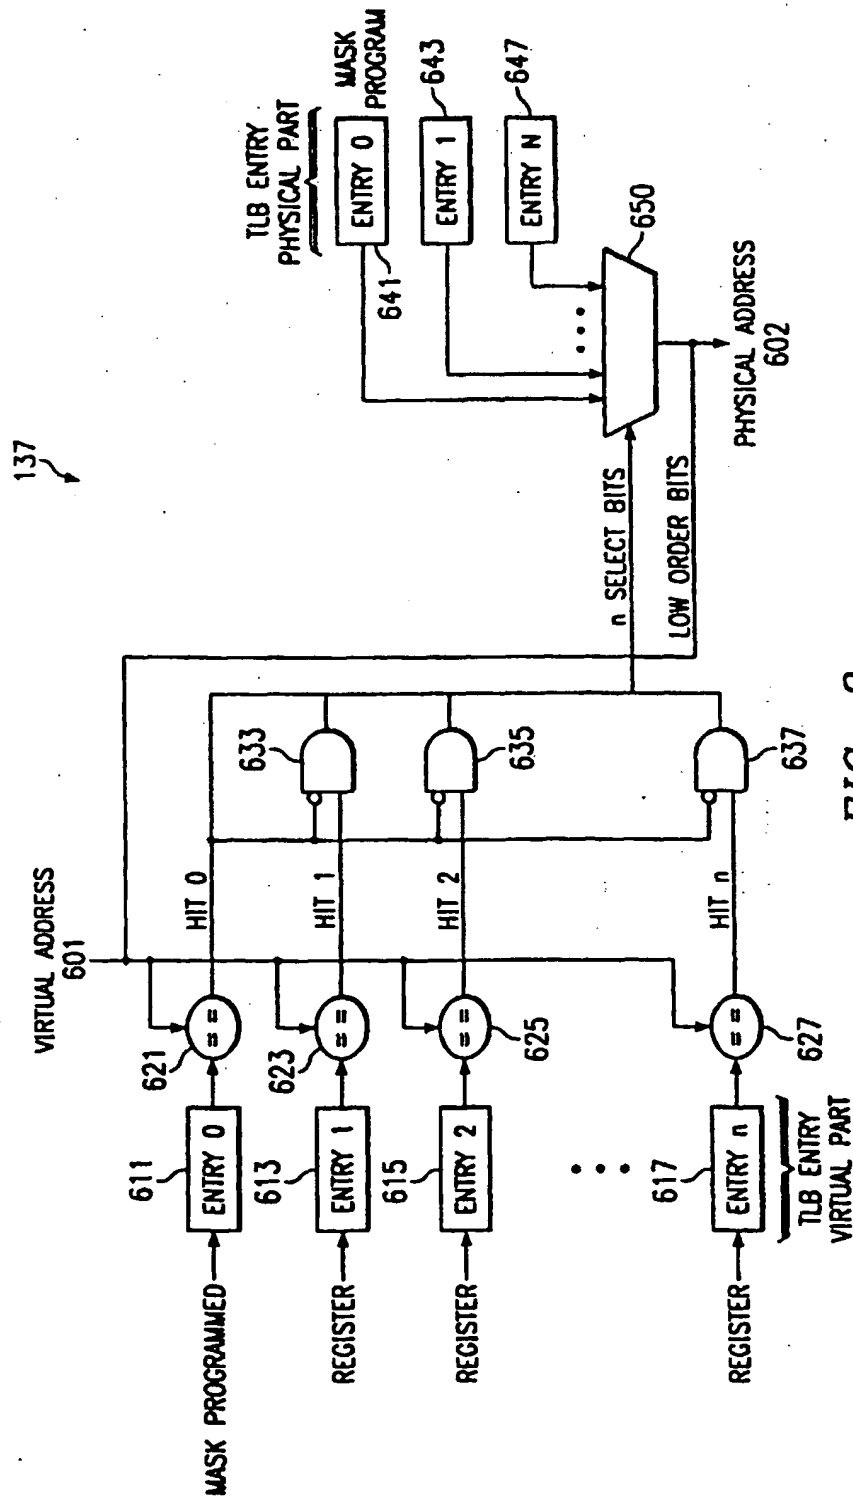 137
VIRTUAL ADDRESS
601
TLB ENTRY
PHYSICAL PART
MASK
PROGRAM
MASK PROGRAMMED
611
ENTRY 0
621
==
HIT 0
641
ENTRY 0
REGISTER
613
ENTRY 1
623
==
HIT 1
633
ENTRY 1
643
REGISTER
615
ENTRY 2
625
==
HIT 2
635
ENTRY N
647
n SELECT BITS
650
LOW ORDER BITS
REGISTER
617
ENTRY n
627
==
HIT n
637
PHYSICAL ADDRESS
602
TLB ENTRY
VIRTUAL PART